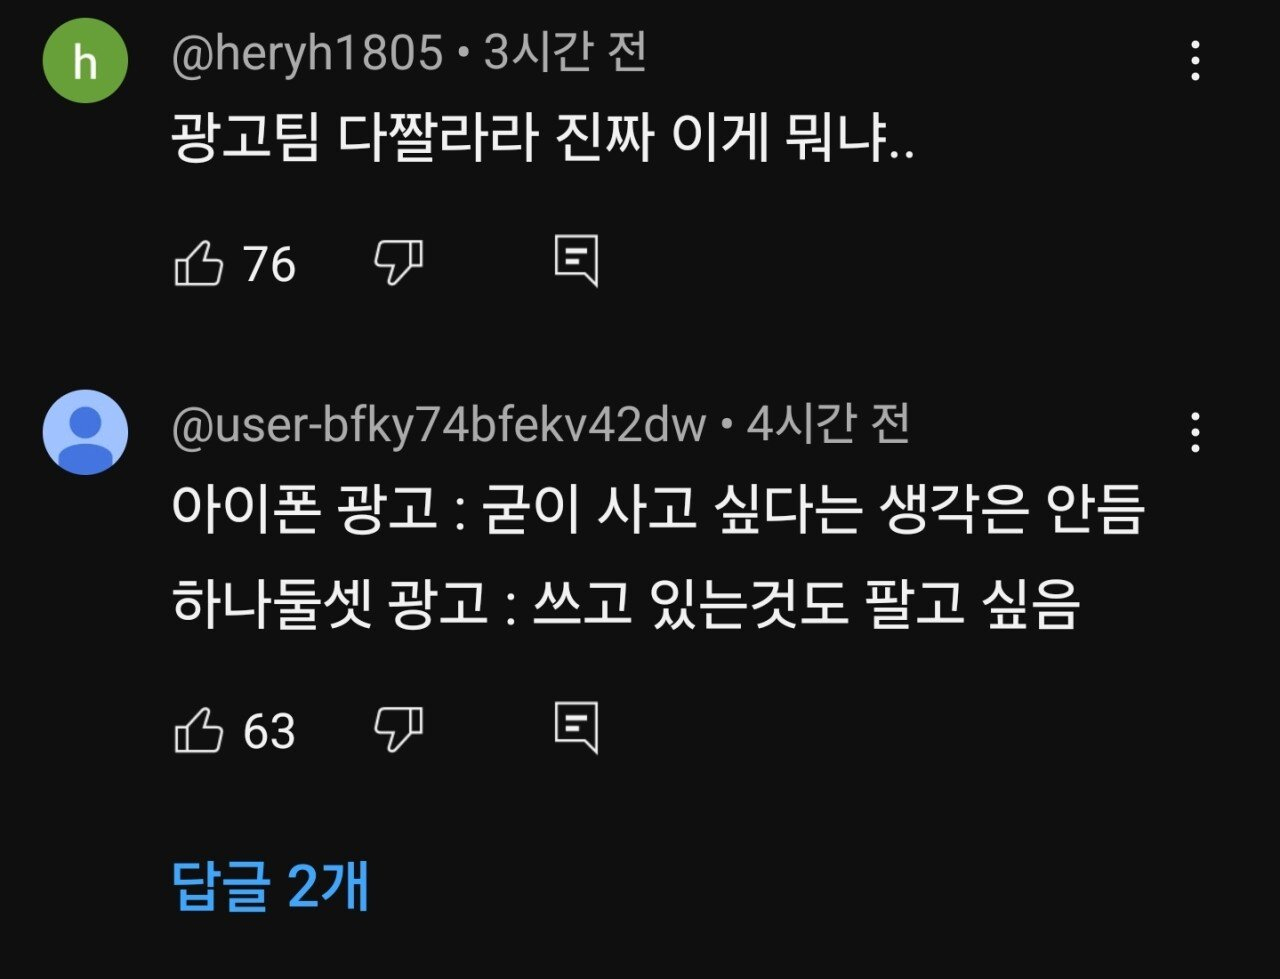 h
@heryh1805 • 3시간 전
광고팀 다짤라라 진짜 이게 뭐냐..
76
@user-bfky74bfekv42dw • 4시간 전
아이폰 광고 : 굳이 사고 싶다는 생각은 안듬
하나둘셋 광고 : 쓰고 있는것도 팔고 싶음
63
답글 2개